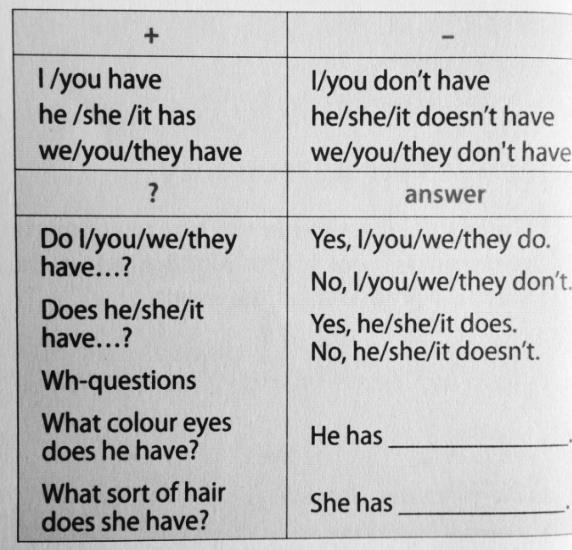 +
–
I /you have
he /she /it has
we/you/they have
I/you don’t have
he/she/it doesn’t have
we/you/they don't have
?
answer
Do I/you/we/they
have…?
Yes, I/you/we/they do.
No, I/you/we/they don’t.
Does he/she/it
have…?
Yes, he/she/it does.
No, he/she/it doesn’t.
Wh-questions
What colour eyes
does he have?
He has ________________.
What sort of hair
does she have?
She has ________________.